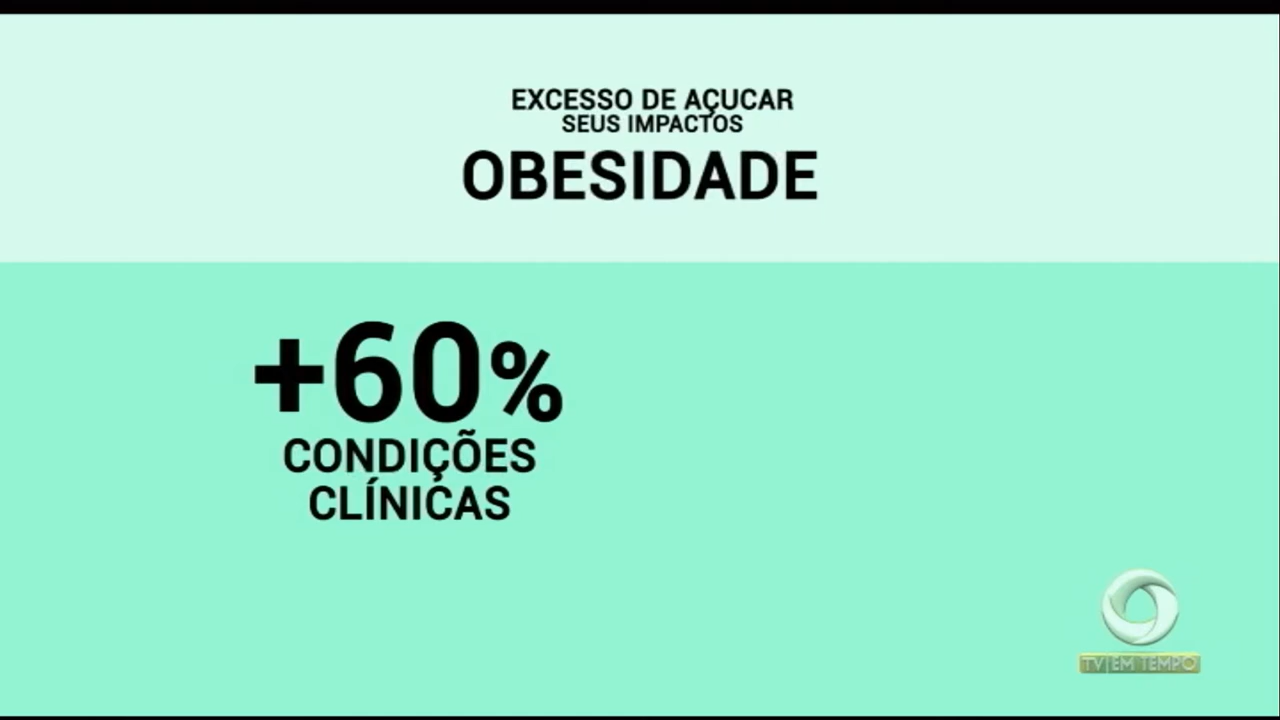 EXCESSO DE AÇUCAR
SEUS IMPACTOS
OBESIDADE
+60%
CONDIÇÕES
CLÍNICAS
TV|EM TEMPO